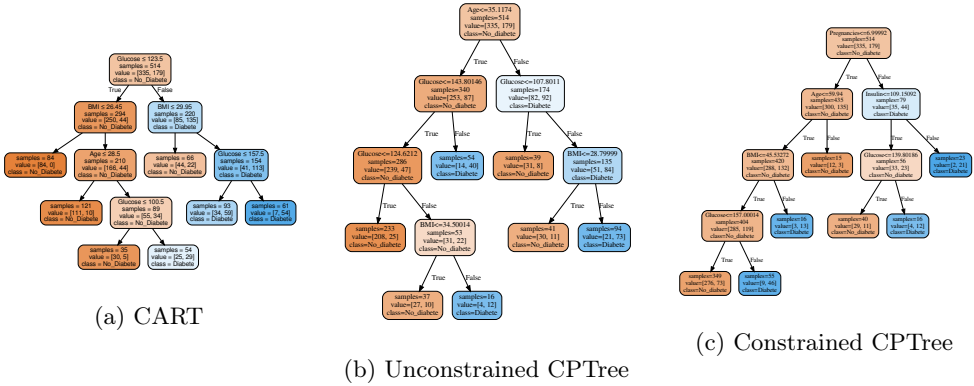 Glucose ≤ 123.5
samples = 514
value = [335, 179]
class = No_Diabete
True
False
BMI ≤ 26.45
samples = 294
value = [250, 44]
class = No_Diabete
BMI ≤ 29.95
samples = 220
value = [85, 135]
class = Diabete
samples = 84
value = [84, 0]
class = No_Diabete
Age ≤ 28.5
samples = 210
value = [166, 44]
class = No_Diabete
samples = 66
value = [44, 22]
class = No_Diabete
Glucose ≤ 157.5
samples = 154
value = [41, 113]
class = Diabete
samples = 121
value = [111, 10]
class = No_Diabete
Glucose ≤ 100.5
samples = 89
value = [55, 34]
class = No_Diabete
samples = 93
value = [34, 59]
class = Diabete
samples = 61
value = [7, 54]
class = Diabete
samples = 35
value = [30, 5]
class = No_Diabete
samples = 54
value = [25, 29]
class = Diabete
(a) CART
Age<=35.1174
samples=514
value=[335, 179]
class=No_diabete
True
False
Glucose<=143.80146
samples=340
value=[253, 87]
class=No_diabete
Glucose<=107.8011
samples=174
value=[82, 92]
class=Diabete
True
False
True
False
Glucose<=124.6212
samples=286
value=[239, 47]
class=No_diabete
samples=54
value=[14, 40]
class=Diabete
samples=39
value=[31, 8]
class=No_diabete
BMI<=28.79999
samples=135
value=[51, 84]
class=Diabete
True
False
True
False
samples=233
value=[208, 25]
class=No_diabete
BMI<=34.50014
samples=53
value=[31, 22]
class=No_diabete
samples=41
value=[30, 11]
class=No_diabete
samples=94
value=[21, 73]
class=Diabete
True
False
samples=37
value=[27, 10]
class=No_diabete
samples=16
value=[4, 12]
class=Diabete
(b) Unconstrained CPTree
Pregnancies<=6.99992
samples=514
value=[335, 179]
class=No_diabete
True
False
Age<=59.94
samples=435
value=[300, 135]
class=No_diabete
Insuline<=109.15092
samples=79
value=[35, 44]
class=Diabete
True
False
True
False
BMI<=45.53272
samples=420
value=[288, 132]
class=No_diabete
samples=15
value=[12, 3]
class=No_diabete
Glucose<=139.80186
samples=56
value=[33, 23]
class=No_diabete
samples=23
value=[2, 21]
class=Diabete
True
False
True
False
Glucose<=157.00014
samples=404
value=[285, 119]
class=No_diabete
samples=16
value=[3, 13]
class=Diabete
samples=40
value=[29, 11]
class=No_diabete
samples=16
value=[4, 12]
class=Diabete
True
False
samples=349
value=[276, 73]
class=No_diabete
samples=55
value=[9, 46]
class=Diabete
(c) Constrained CPTree